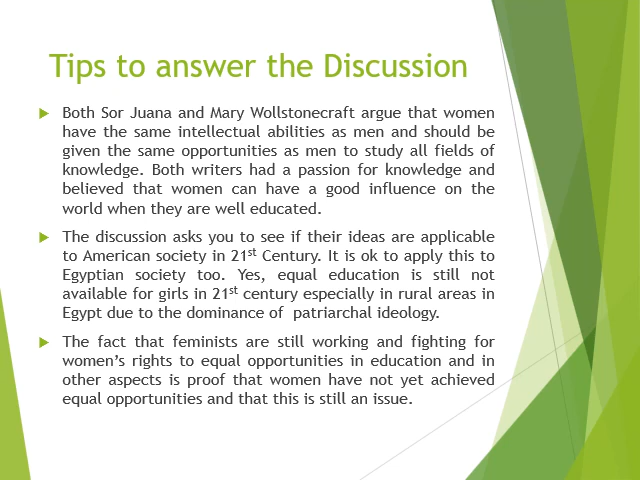 Tips to answer the Discussion
Both Sor Juana and Mary Wollstonecraft argue that women
have the same intellectual abilities as men and should be
given the same opportunities as men to study all fields of
knowledge. Both writers had a passion for knowledge and
believed that women can have a good influence on the
world when they are well educated.
The discussion asks you to see if their ideas are applicable
to American society in 21st Century. It is ok to apply this to
Egyptian society too. Yes, equal education is still not
available for girls in 21st century especially in rural areas in
Egypt due to the dominance of patriarchal ideology.
The fact that feminists are still working and fighting for
women’s rights to equal opportunities in education and in
other aspects is proof that women have not yet achieved
equal opportunities and that this is still an issue.